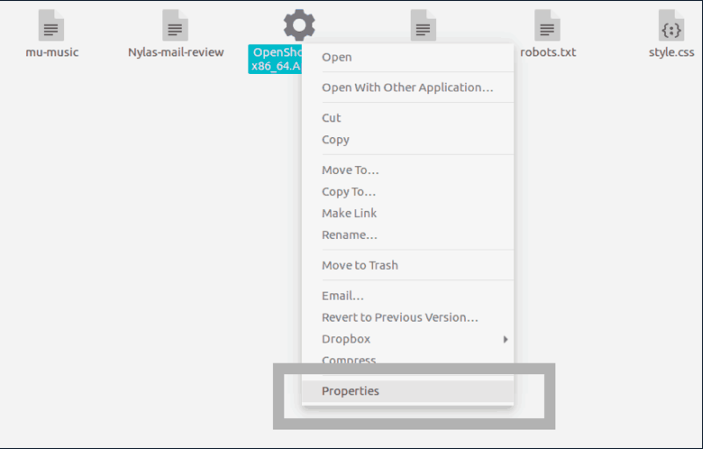 mu-music
Nylas-mail-review
OpenSho
x86_64.A
robots.txt
style.css
Open
Open With Other Application...
Cut
Copy
Move To...
Copy To...
Make Link
Rename...
Move to Trash
Email...
Revert to Previous Version...
Dropbox
Compress
Properties